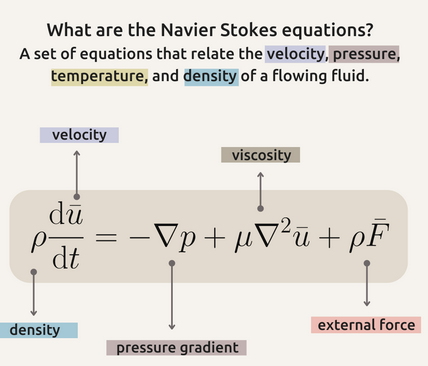 What are the Navier Stokes equations?
A set of equations that relate the velocity, pressure,
temperature, and density of a flowing fluid.
velocity
viscosity
ρ dū/dt = −∇p + μ∇²ū + ρF̄
density
pressure gradient
external force